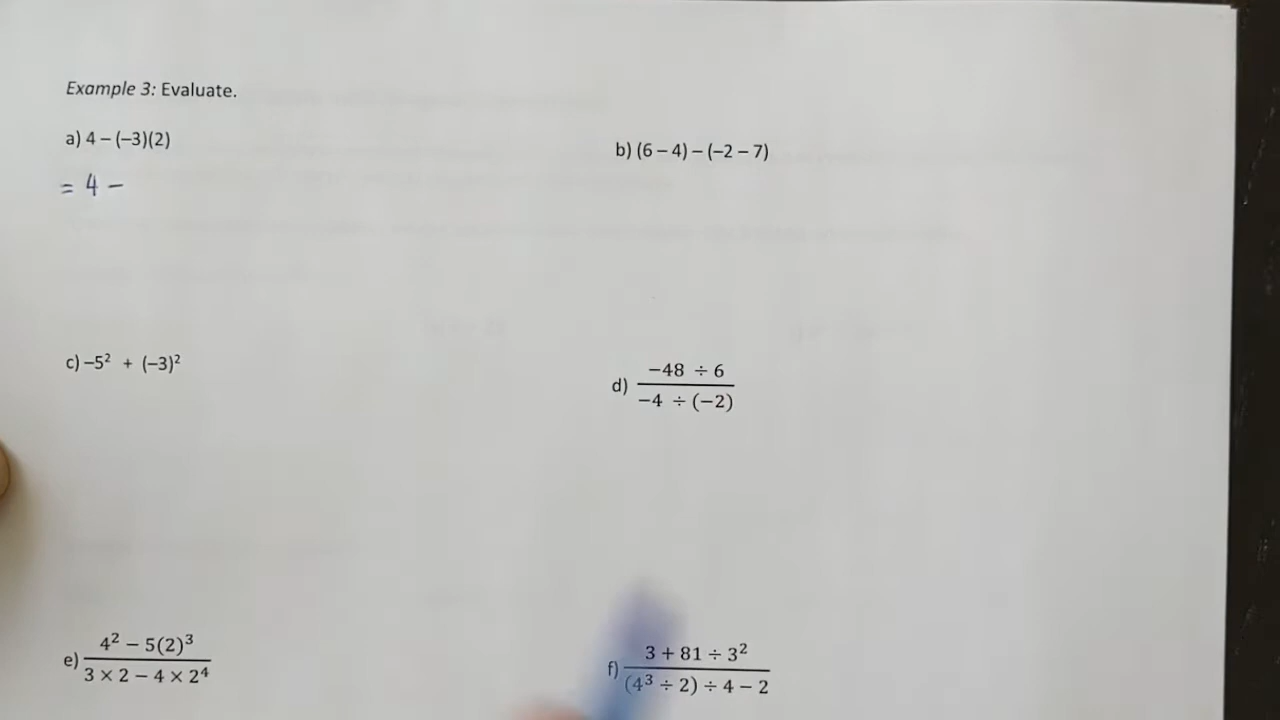 Example 3: Evaluate.
a) 4 – (–3)(2)
= 4 –
b) (6 – 4) – (–2 – 7)
c) –5² + (–3)²
d) −48 ÷ 6
−4 ÷ (−2)
e) 4² − 5(2)³
3 × 2 − 4 × 2⁴
f) 3 + 81 ÷ 3²
(4³ ÷ 2) ÷ 4 − 2